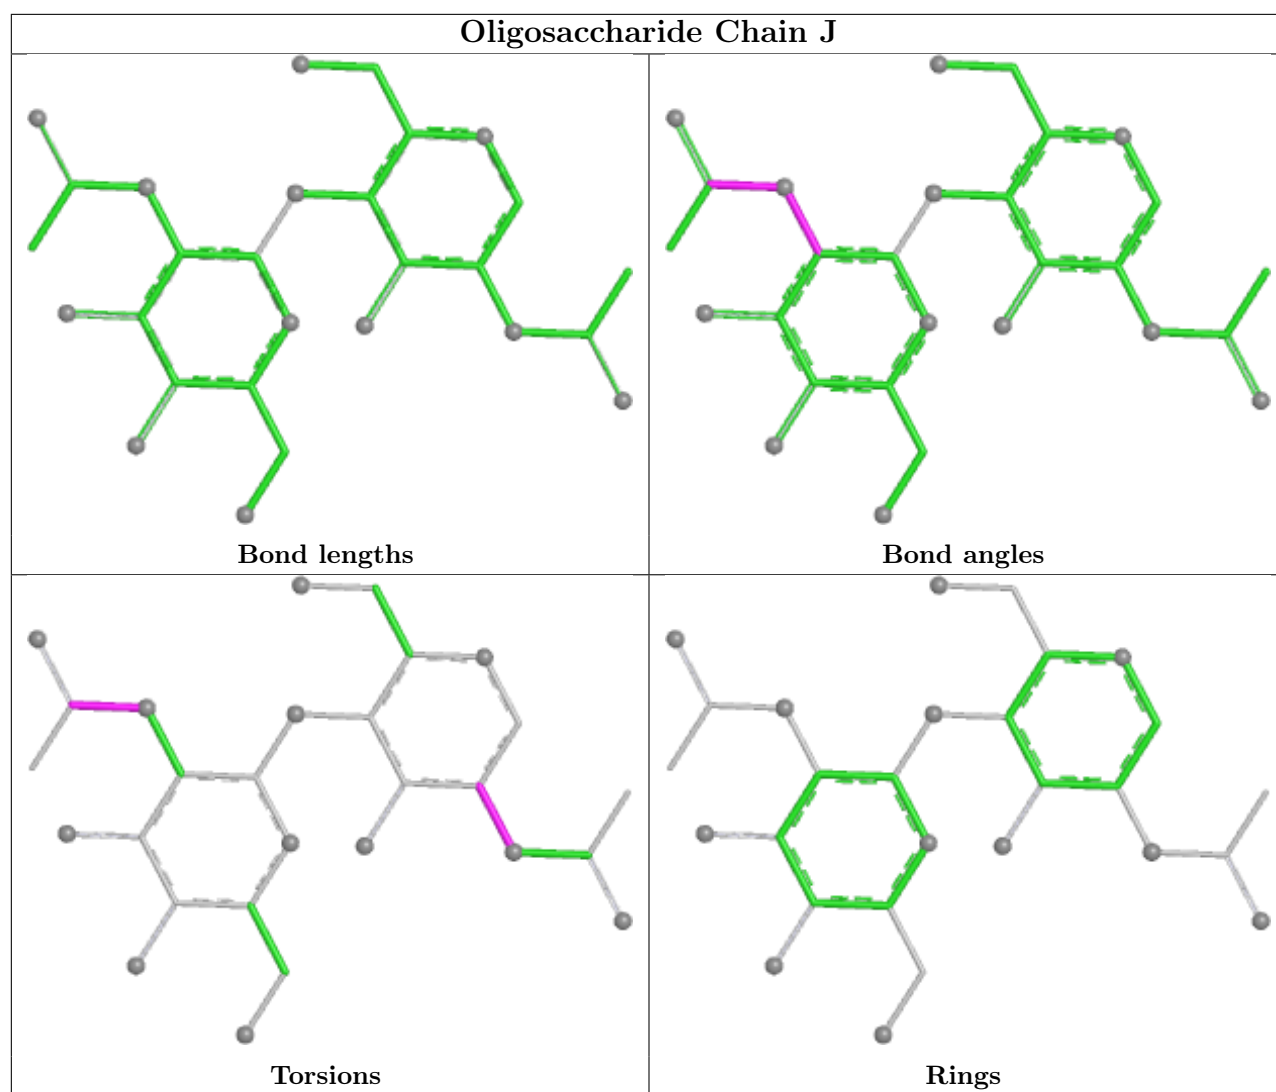 Oligosaccharide Chain J
Bond lengths
Bond angles
Torsions
Rings